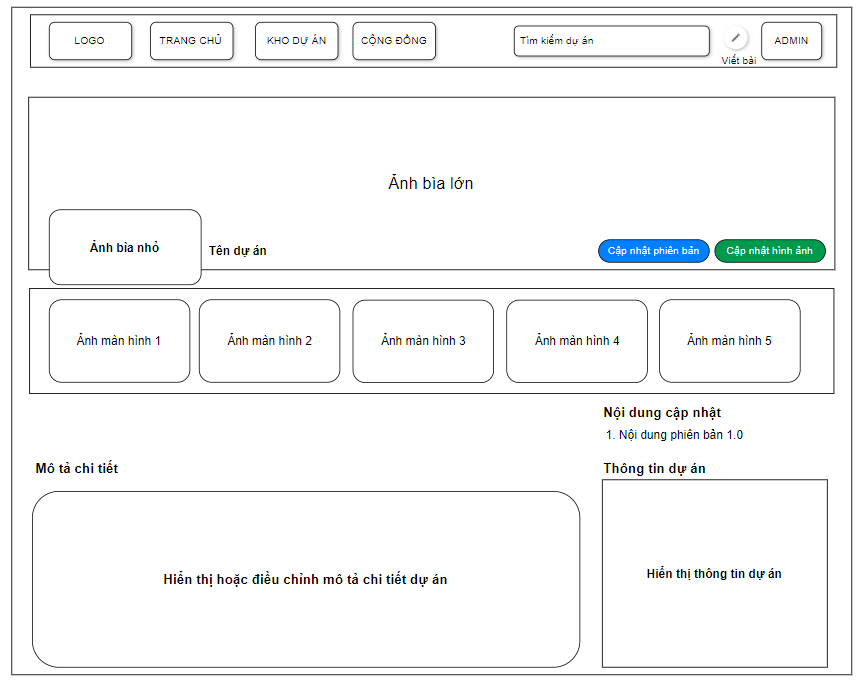 LOGO
TRANG CHỦ
KHO DỰ ÁN
CỘNG ĐỒNG
Tìm kiếm dự án
Viết bài
ADMIN
Ảnh bìa lớn
Ảnh bìa nhỏ
Tên dự án
Cập nhật phiên bản
Cập nhật hình ảnh
Ảnh màn hình 1
Ảnh màn hình 2
Ảnh màn hình 3
Ảnh màn hình 4
Ảnh màn hình 5
Nội dung cập nhật
1. Nội dung phiên bản 1.0
Mô tả chi tiết
Thông tin dự án
Hiển thị hoặc điều chỉnh mô tả chi tiết dự án
Hiển thị thông tin dự án